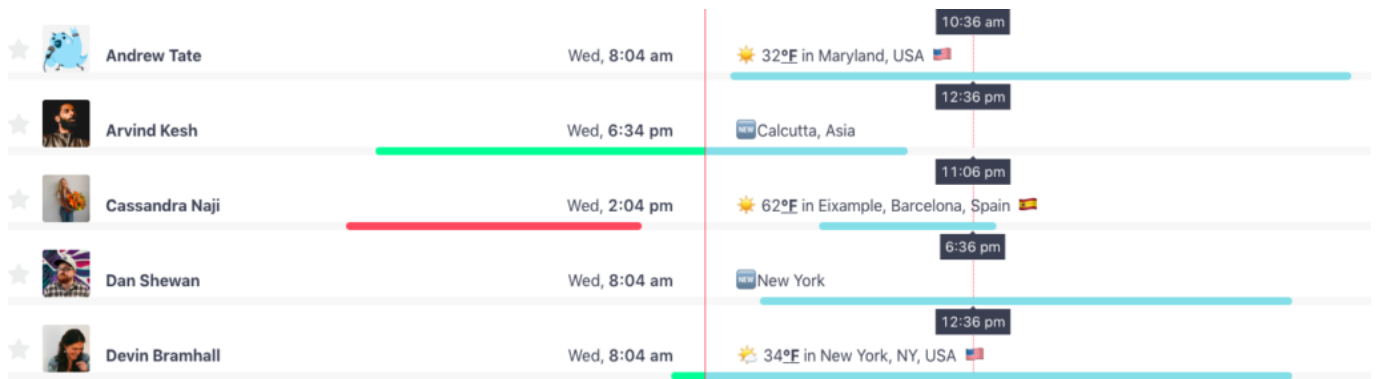 10:36 am
Andrew Tate Wed, 8:04 am 32°F in Maryland, USA
12:36 pm
Arvind Kesh Wed, 6:34 pm NEW Calcutta, Asia
11:06 pm
Cassandra Naji Wed, 2:04 pm 62°F in Eixample, Barcelona, Spain
6:36 pm
Dan Shewan Wed, 8:04 am NEW New York
12:36 pm
Devin Bramhall Wed, 8:04 am 34°F in New York, NY, USA